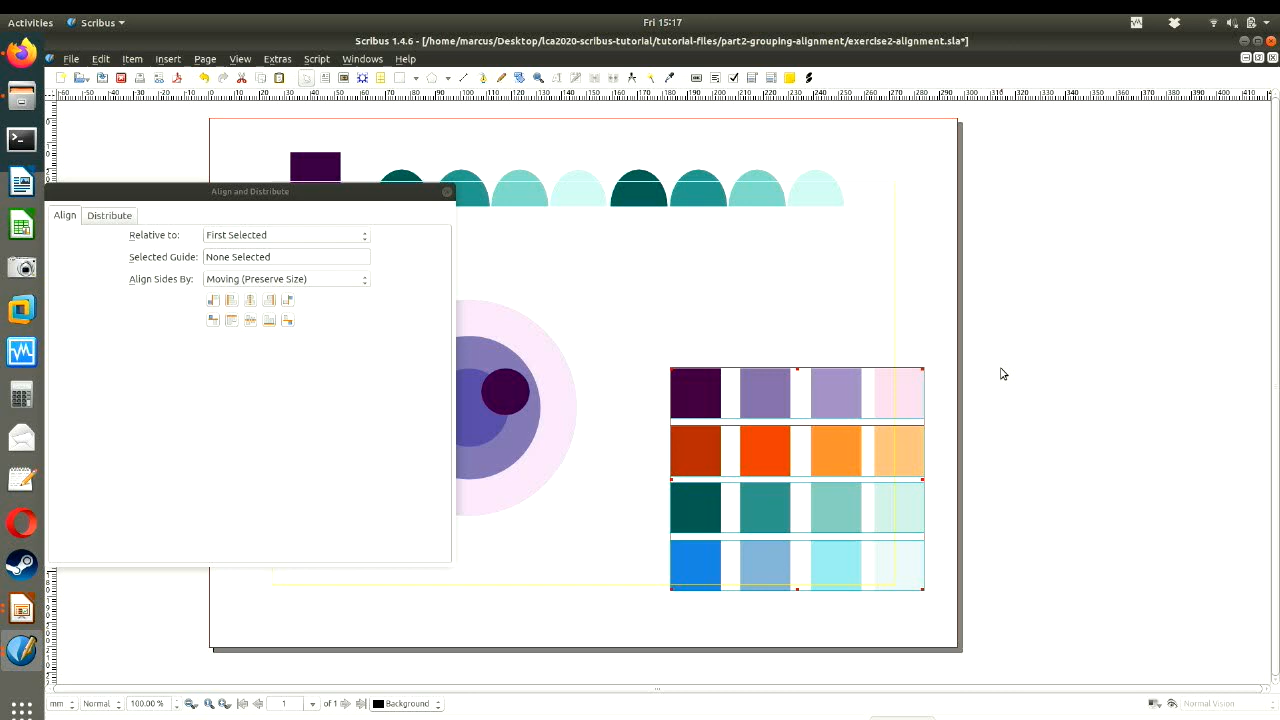 Activities Scribus Fri 15:17
Scribus 1.4.6 - [/home/marcus/Desktop/lca2020-scribus-tutorial/tutorial-files/part2-grouping-alignment/exercise2-alignment.sla*]
File Edit Item Insert Page View Extras Script Windows Help
Align and Distribute
Align Distribute
Relative to: First Selected
Selected Guide: None Selected
Align Sides By: Moving (Preserve Size)
mm Normal 100.00 % 1 of 1 Background Normal Vision